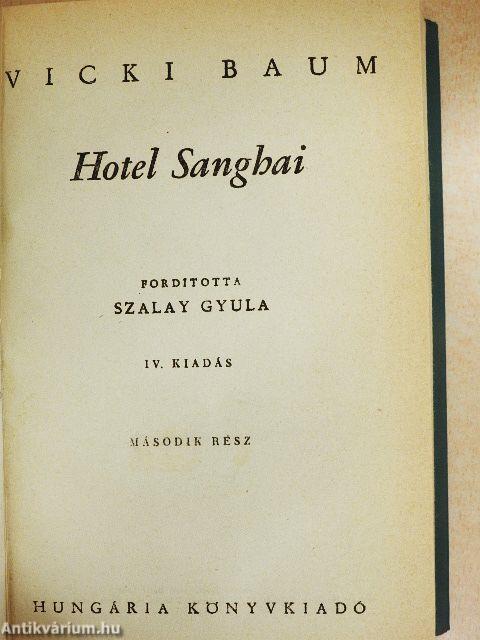 VICKI BAUM
Hotel Sanghai
FORDITOTTA
SZALAY GYULA
IV. KIADÁS
MÁSODIK RÉSZ
HUNGÁRIA KÖNYVKIADÓ
Antikvárium.hu